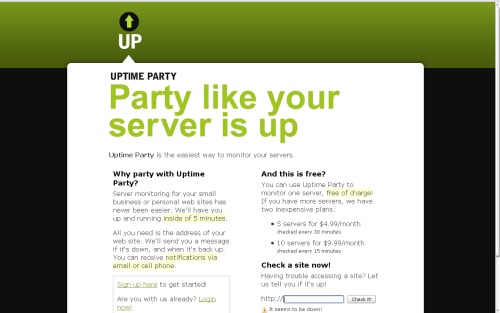 UP
UPTIME PARTY
Party like your
server is up
Uptime Party is the easiest way to monitor your servers.
Why party with Uptime
Party?
Server monitoring for your small
business or personal web sites has
never been easier. We'll have you
up and running inside of 5 minutes.
All you need is the address of your
web site. We'll send you a message
if it's down, and when it's back up.
You can receive notifications via
email or cell phone.
Sign up here to get started!
Are you with us already? Login
now!
And this is free?
You can use Uptime Party to
monitor one server, free of charge!
If you have more servers, we have
two inexpensive plans:
• 5 servers for $4.99/month
checked every 30 minutes
• 10 servers for $9.99/month
checked every 15 minutes
Check a site now!
Having trouble accessing a site? Let
us tell you if it's up!
http:// Check it!
It seems to be down!